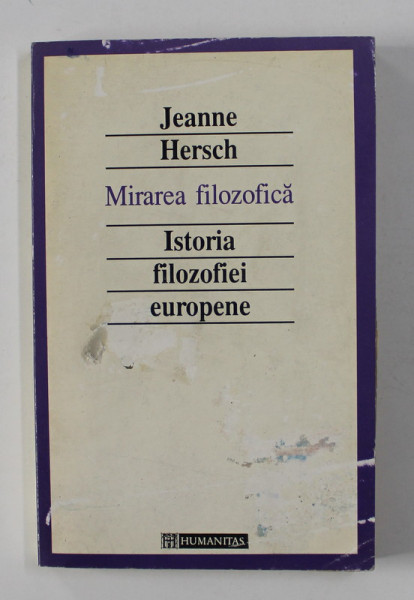 Jeanne
Hersch
Mirarea filozofică
Istoria
filozofiei
europene
HUMANITAS